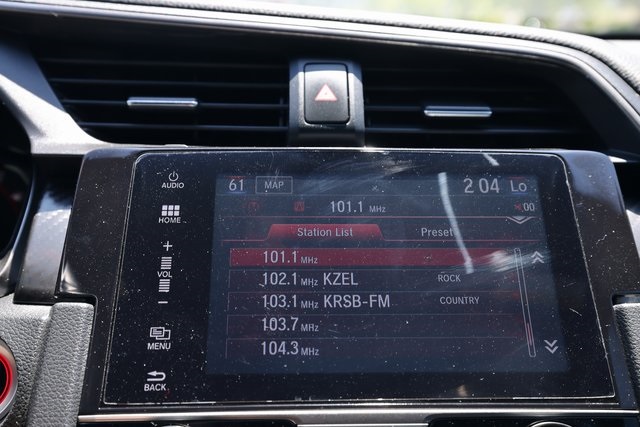 61 MAP 2 04 Lo
AUDIO
101.1 MHz 00
HOME
Station List Preset
+
101.1 MHz
VOL
102.1 MHz KZEL ROCK
−
103.1 MHz KRSB-FM COUNTRY
103.7 MHz
MENU
104.3 MHz
BACK